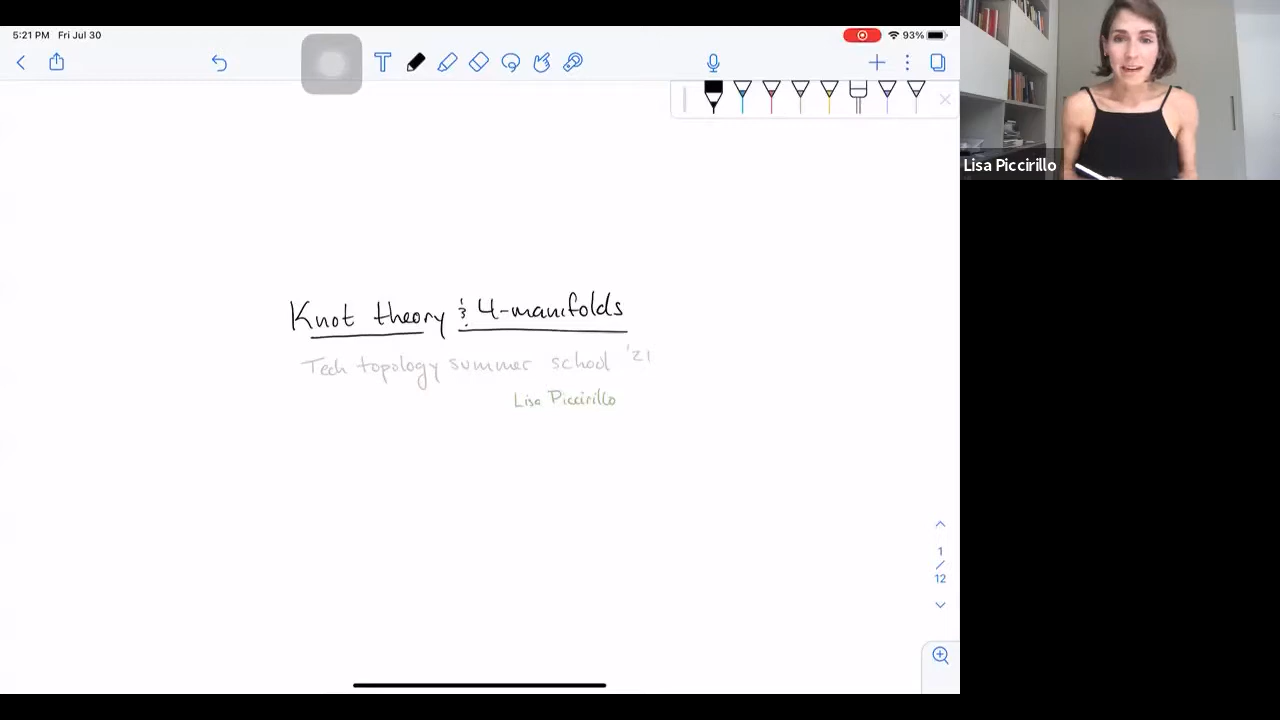 5:21 PM Fri Jul 30
93%
Knot theory & 4-manifolds
Tech topology summer school '21
Lisa Piccirillo
1
/
12
Lisa Piccirillo